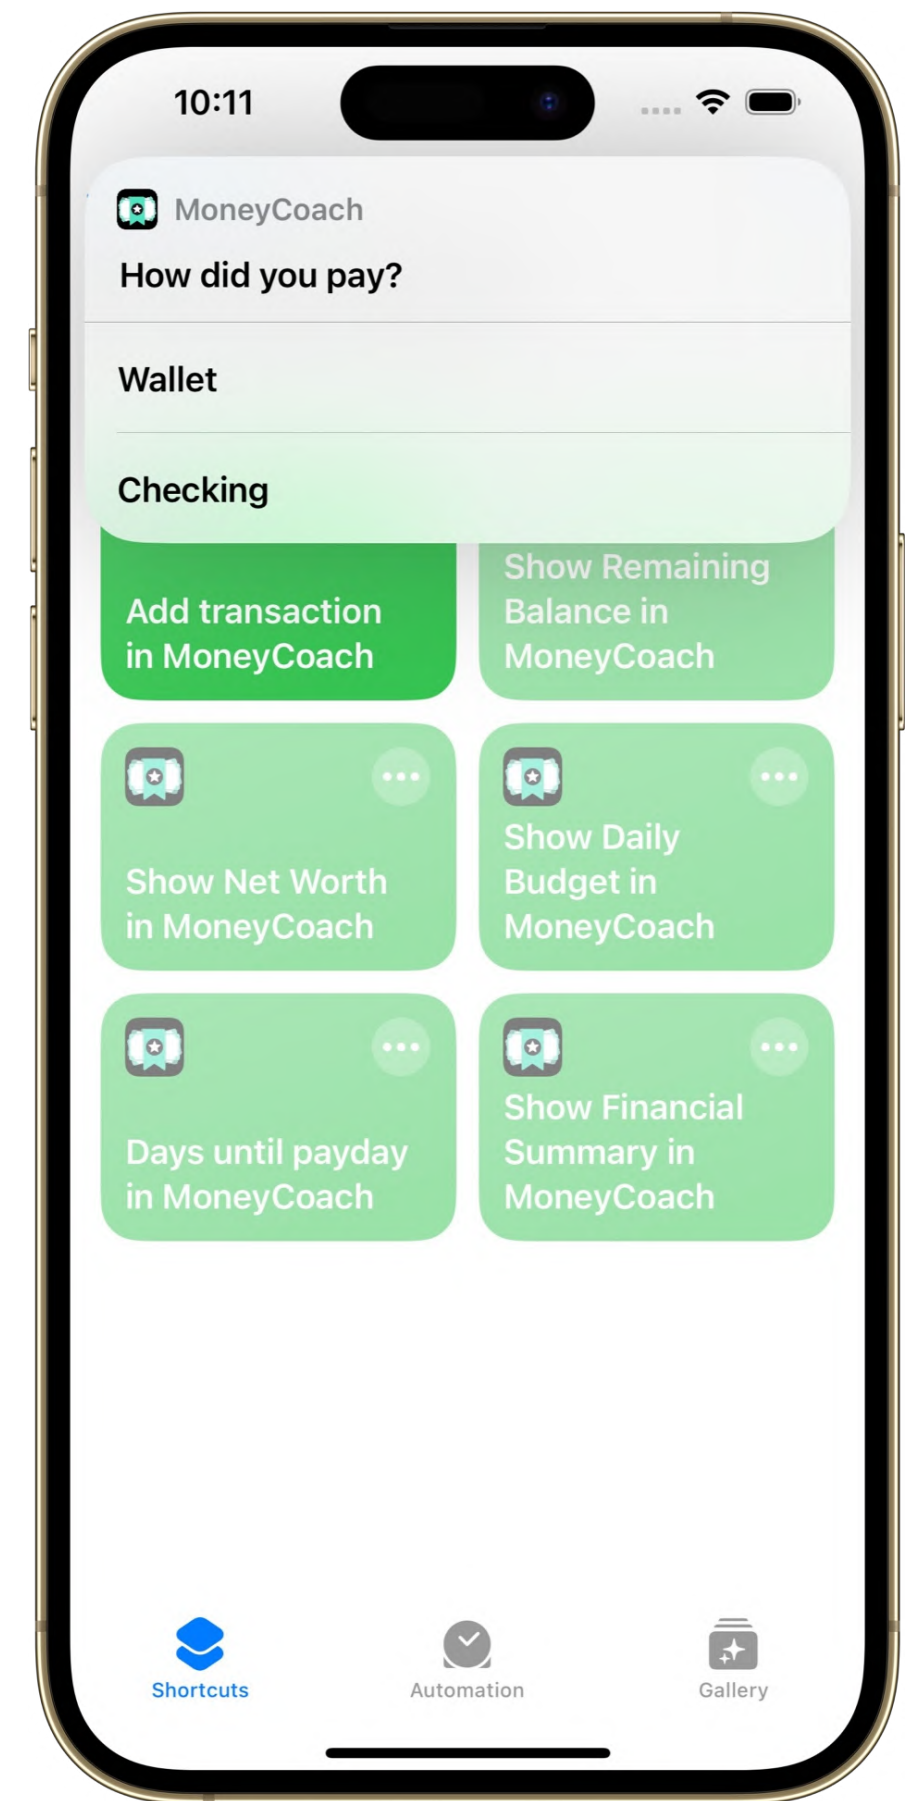 10:11
MoneyCoach
How did you pay?
Wallet
Checking
Add transaction
in MoneyCoach
Show Remaining
Balance in
MoneyCoach
Show Net Worth
in MoneyCoach
Show Daily
Budget in
MoneyCoach
Days until payday
in MoneyCoach
Show Financial
Summary in
MoneyCoach
Shortcuts
Automation
Gallery